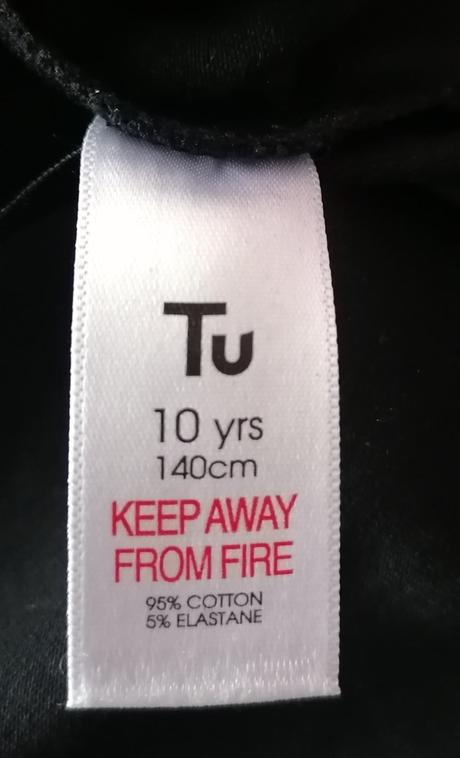 Tu
10 yrs
140cm
KEEP AWAY
FROM FIRE
95% COTTON
5% ELASTANE